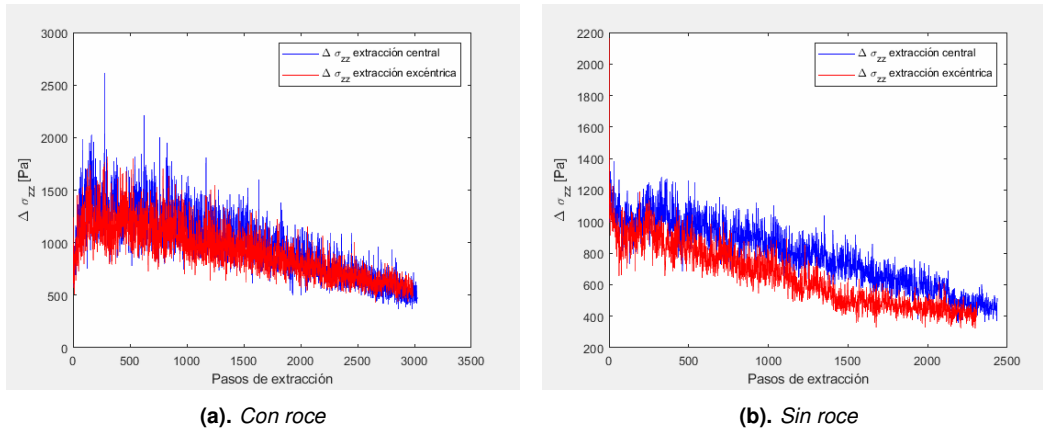 3000
2500
2000
1500
1000
500
0
Δ σzz [Pa]
Δ σzz extracción central
Δ σzz extracción excéntrica
0 500 1000 1500 2000 2500 3000 3500
Pasos de extracción
(a). Con roce
2200
2000
1800
1600
1400
1200
1000
800
600
400
200
Δ σzz [Pa]
Δ σzz extracción central
Δ σzz extracción excéntrica
0 500 1000 1500 2000 2500
Pasos de extracción
(b). Sin roce